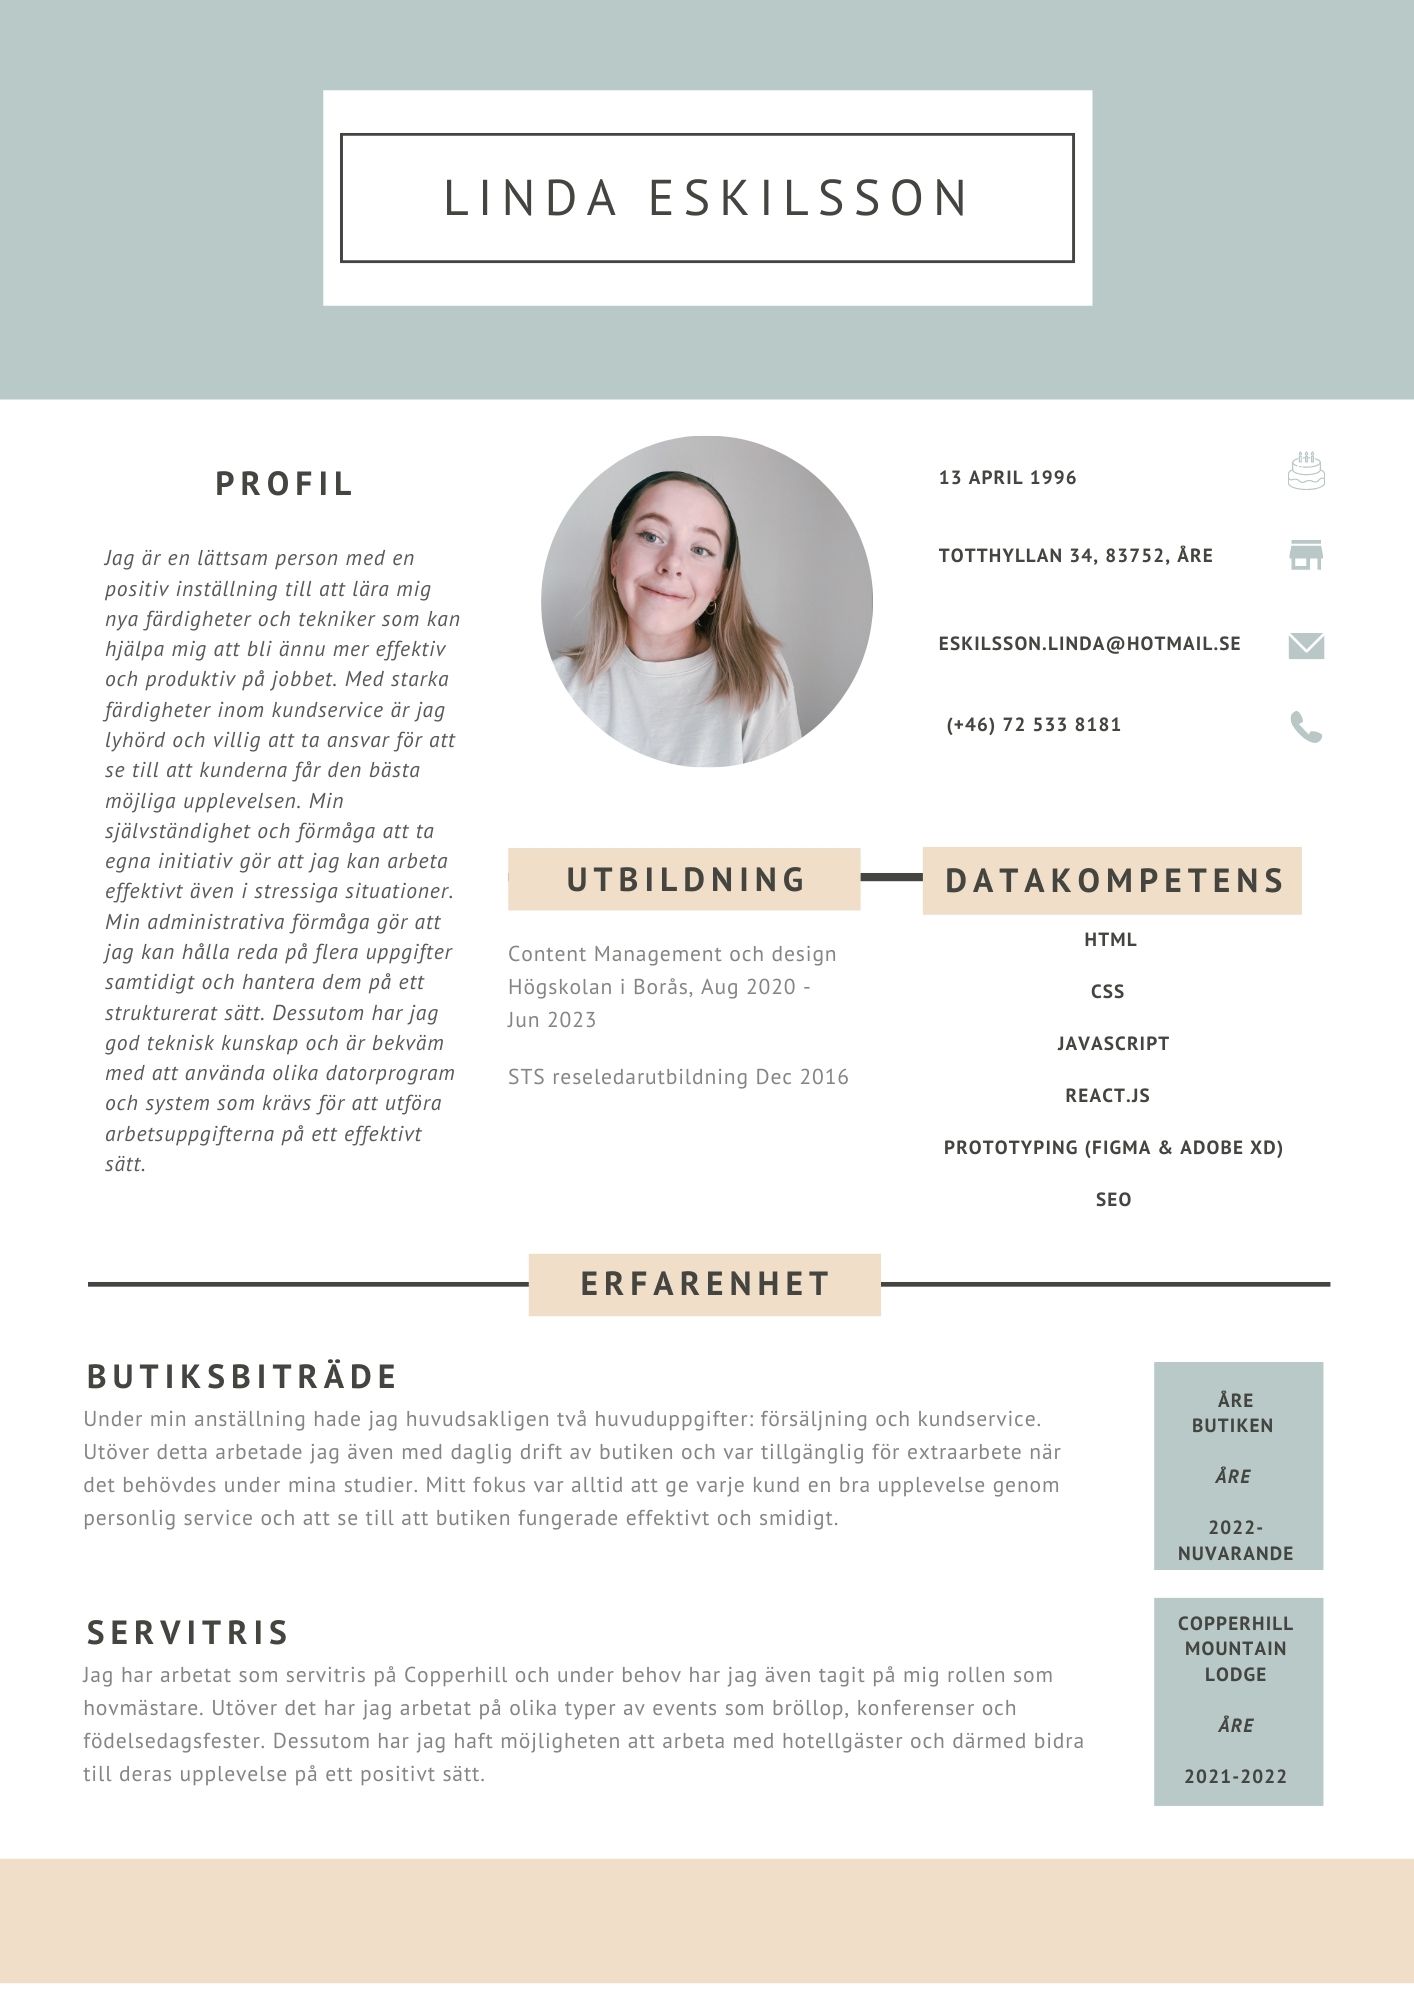 LINDA ESKILSSON
PROFIL
Jag är en lättsam person med en
positiv inställning till att lära mig
nya färdigheter och tekniker som kan
hjälpa mig att bli ännu mer effektiv
och produktiv på jobbet. Med starka
färdigheter inom kundservice är jag
lyhörd och villig att ta ansvar för att
se till att kunderna får den bästa
möjliga upplevelsen. Min
självständighet och förmåga att ta
egna initiativ gör att jag kan arbeta
effektivt även i stressiga situationer.
Min administrativa förmåga gör att
jag kan hålla reda på flera uppgifter
samtidigt och hantera dem på ett
strukturerat sätt. Dessutom har jag
god teknisk kunskap och är bekväm
med att använda olika datorprogram
och system som krävs för att utföra
arbetsuppgifterna på ett effektivt
sätt.
13 APRIL 1996
TOTTHYLLAN 34, 83752, ÅRE
ESKILSSON.LINDA@HOTMAIL.SE
(+46) 72 533 8181
UTBILDNING
Content Management och design
Högskolan i Borås, Aug 2020 -
Jun 2023
STS reseledarutbildning Dec 2016
DATAKOMPETENS
HTML
CSS
JAVASCRIPT
REACT.JS
PROTOTYPING (FIGMA & ADOBE XD)
SEO
ERFARENHET
BUTIKSBITRÄDE
Under min anställning hade jag huvudsakligen två huvuduppgifter: försäljning och kundservice.
Utöver detta arbetade jag även med daglig drift av butiken och var tillgänglig för extraarbete när
det behövdes under mina studier. Mitt fokus var alltid att ge varje kund en bra upplevelse genom
personlig service och att se till att butiken fungerade effektivt och smidigt.
ÅRE
BUTIKEN
ÅRE
2022-
NUVARANDE
SERVITRIS
Jag har arbetat som servitris på Copperhill och under behov har jag även tagit på mig rollen som
hovmästare. Utöver det har jag arbetat på olika typer av events som bröllop, konferenser och
födelsedagsfester. Dessutom har jag haft möjligheten att arbeta med hotellgäster och därmed bidra
till deras upplevelse på ett positivt sätt.
COPPERHILL
MOUNTAIN
LODGE
ÅRE
2021-2022